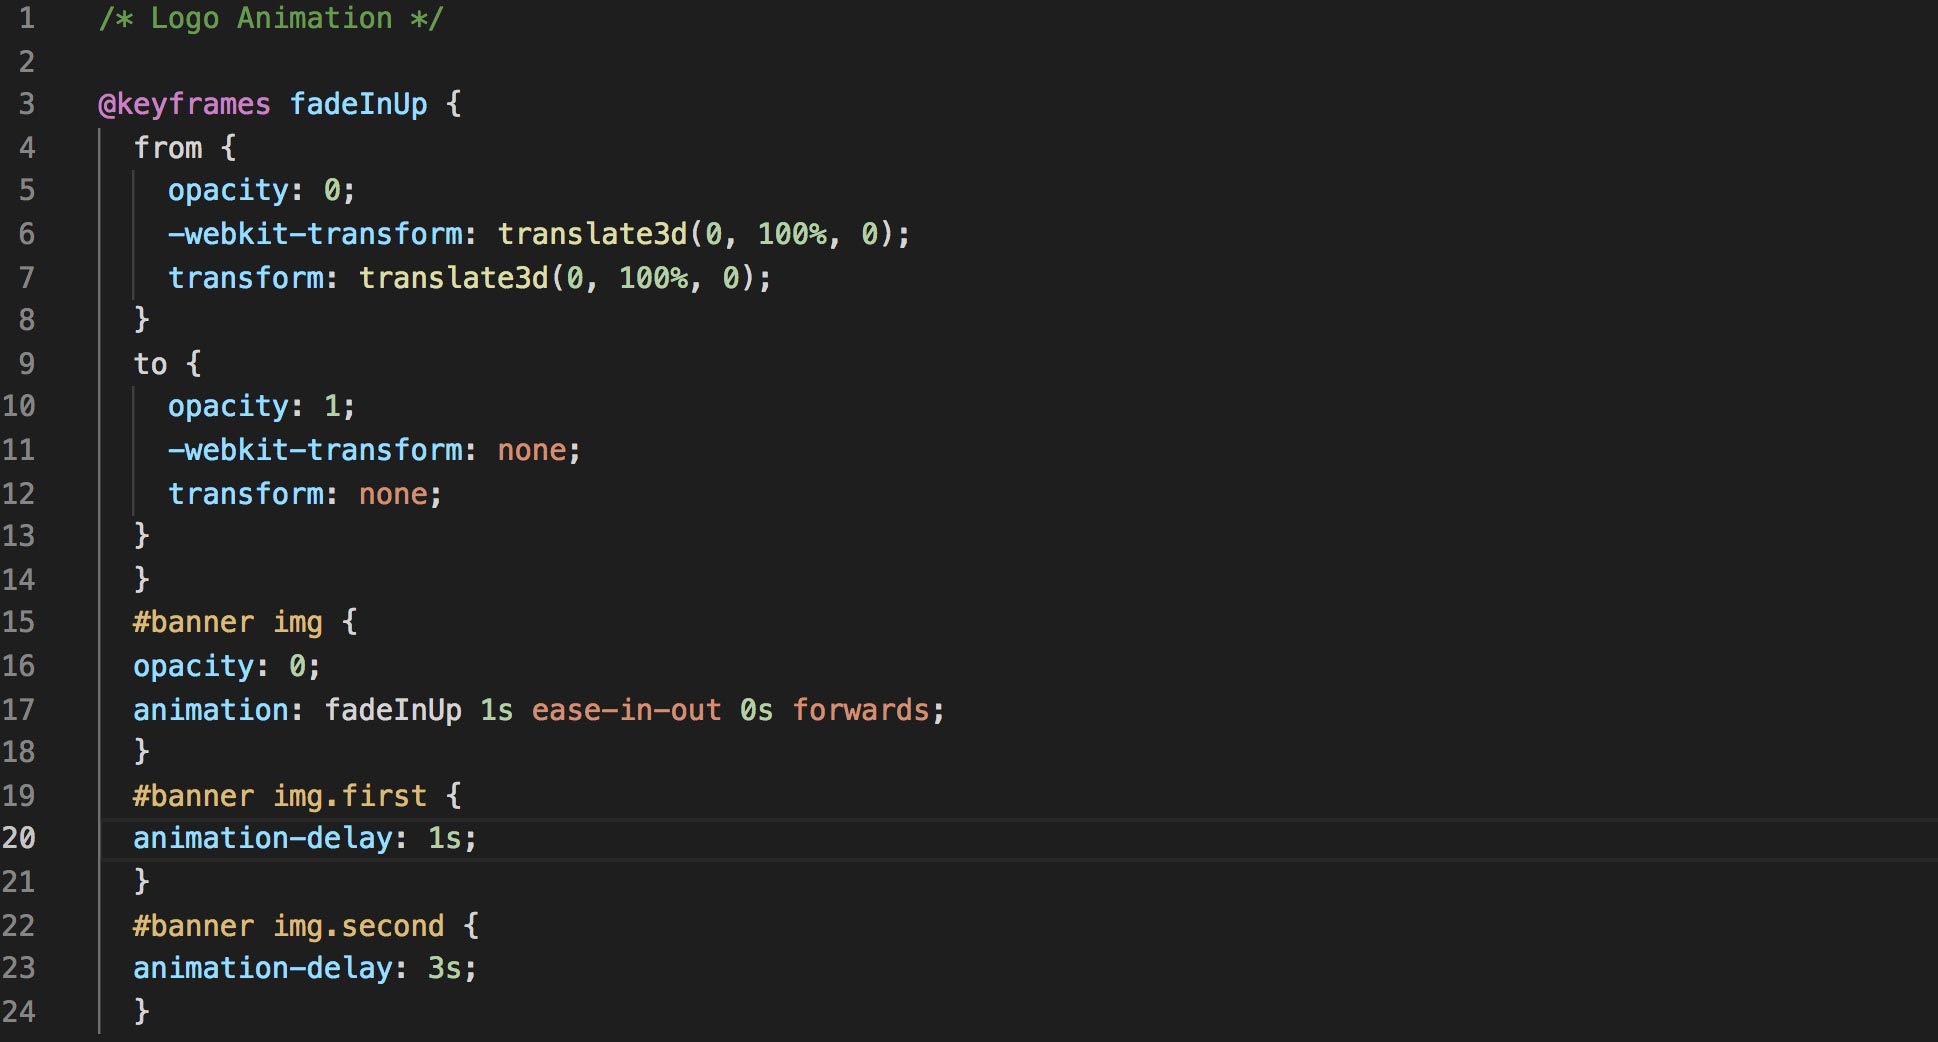 1 /* Logo Animation */
2
3 @keyframes fadeInUp {
4 from {
5 opacity: 0;
6 -webkit-transform: translate3d(0, 100%, 0);
7 transform: translate3d(0, 100%, 0);
8 }
9 to {
10 opacity: 1;
11 -webkit-transform: none;
12 transform: none;
13 }
14 }
15 #banner img {
16 opacity: 0;
17 animation: fadeInUp 1s ease-in-out 0s forwards;
18 }
19 #banner img.first {
20 animation-delay: 1s;
21 }
22 #banner img.second {
23 animation-delay: 3s;
24 }